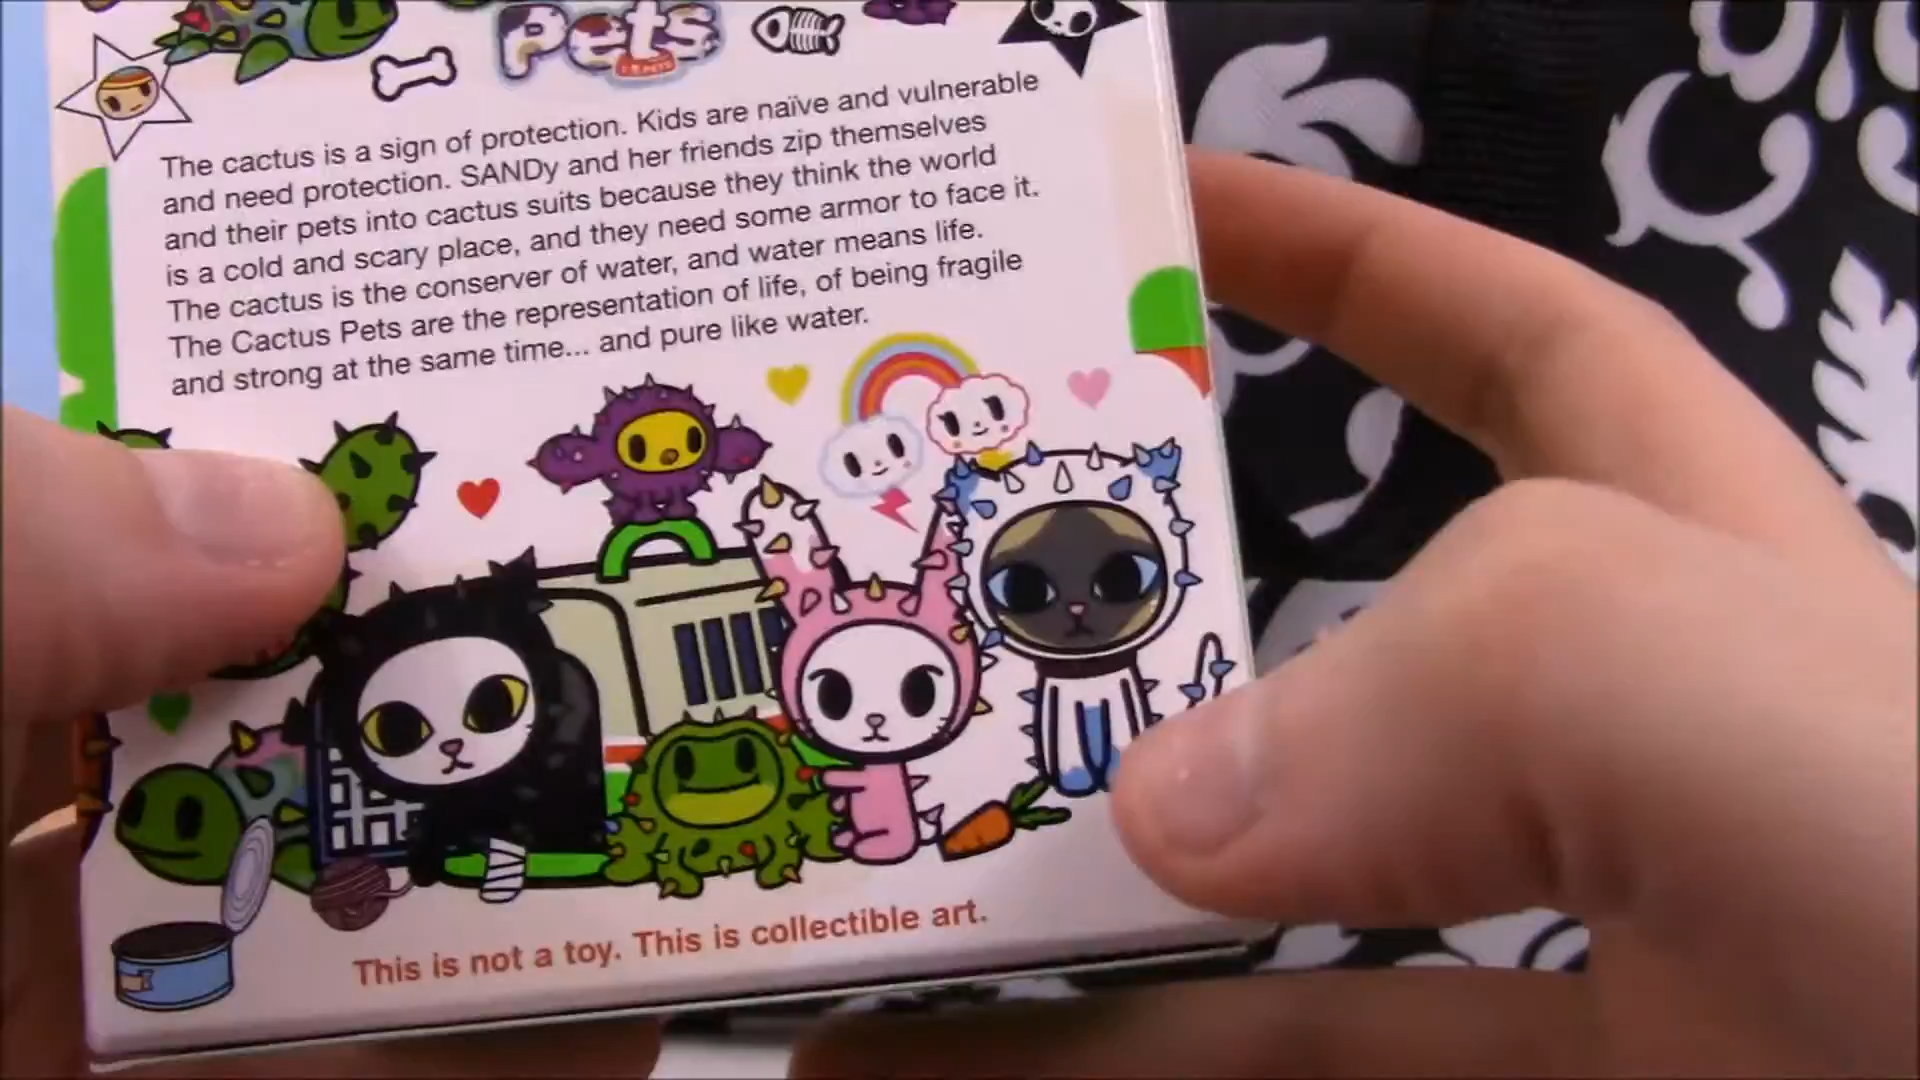 Pets
The cactus is a sign of protection. Kids are naïve and vulnerable
and need protection. SANDy and her friends zip themselves
and their pets into cactus suits because they think the world
is a cold and scary place, and they need some armor to face it.
The cactus is the conserver of water, and water means life.
The Cactus Pets are the representation of life, of being fragile
and strong at the same time... and pure like water.
This is not a toy. This is collectible art.